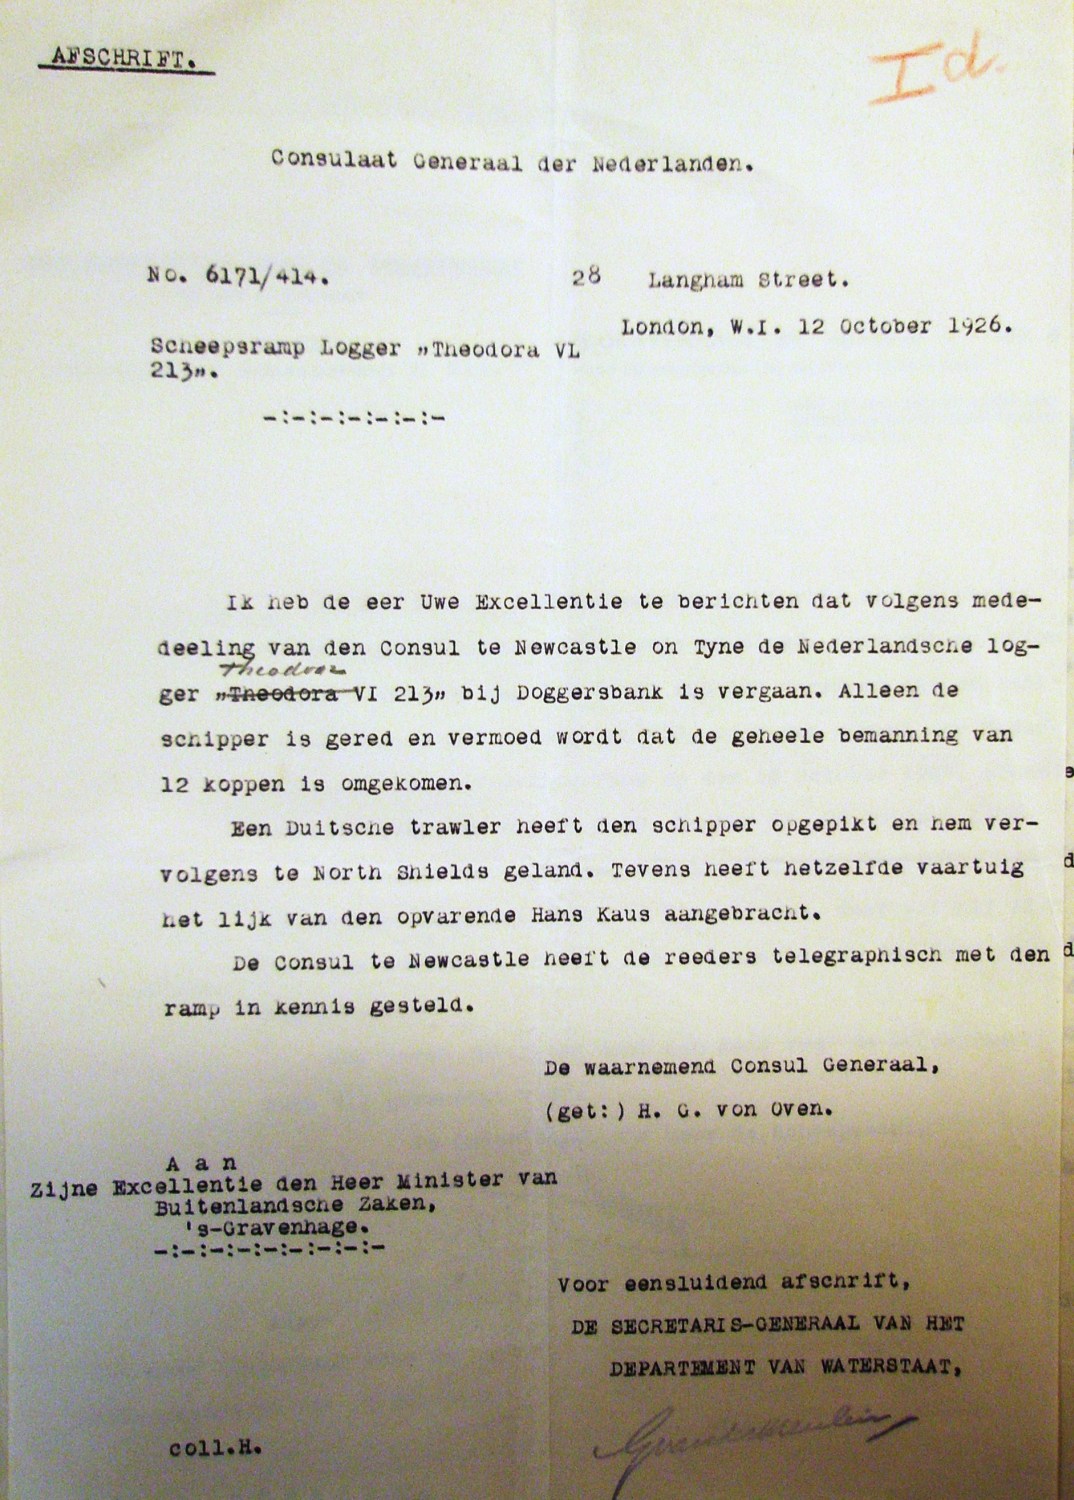 AFSCHRIFT.
I d.
Consulaat Generaal der Nederlanden.
No. 6171/414.
28 Langham Street.
London, W.I. 12 October 1926.
Scheepsramp Logger „Theodora VL
213„.
-:-:-:-:-:-:-
Ik heb de eer Uwe Excellentie te berichten dat volgens mede-
deeling van den Consul te Newcastle on Tyne de Nederlandsche log-
Theodoor
ger „Theodora VI 213„ bij Doggersbank is vergaan. Alleen de
schipper is gered en vermoed wordt dat de geheele bemanning van
12 koppen is omgekomen.
Een Duitsche trawler heeft den schipper opgepikt en hem ver-
volgens te North Shields geland. Tevens heeft hetzelfde vaartuig
het lijk van den opvarende Hans Kaus aangebracht.
De Consul te Newcastle heeft de reeders telegraphisch met den
ramp in kennis gesteld.
De waarnemend Consul Generaal,
(get:) H. G. von Oven.
A a n
Zijne Excellentie den Heer Minister van
Buitenlandsche Zaken,
's-Gravenhage.
-:-:-:-:-:-:-:-:-
Voor eensluidend afschrift,
DE SECRETARIS-GENERAAL VAN HET
DEPARTEMENT VAN WATERSTAAT,
coll.H.